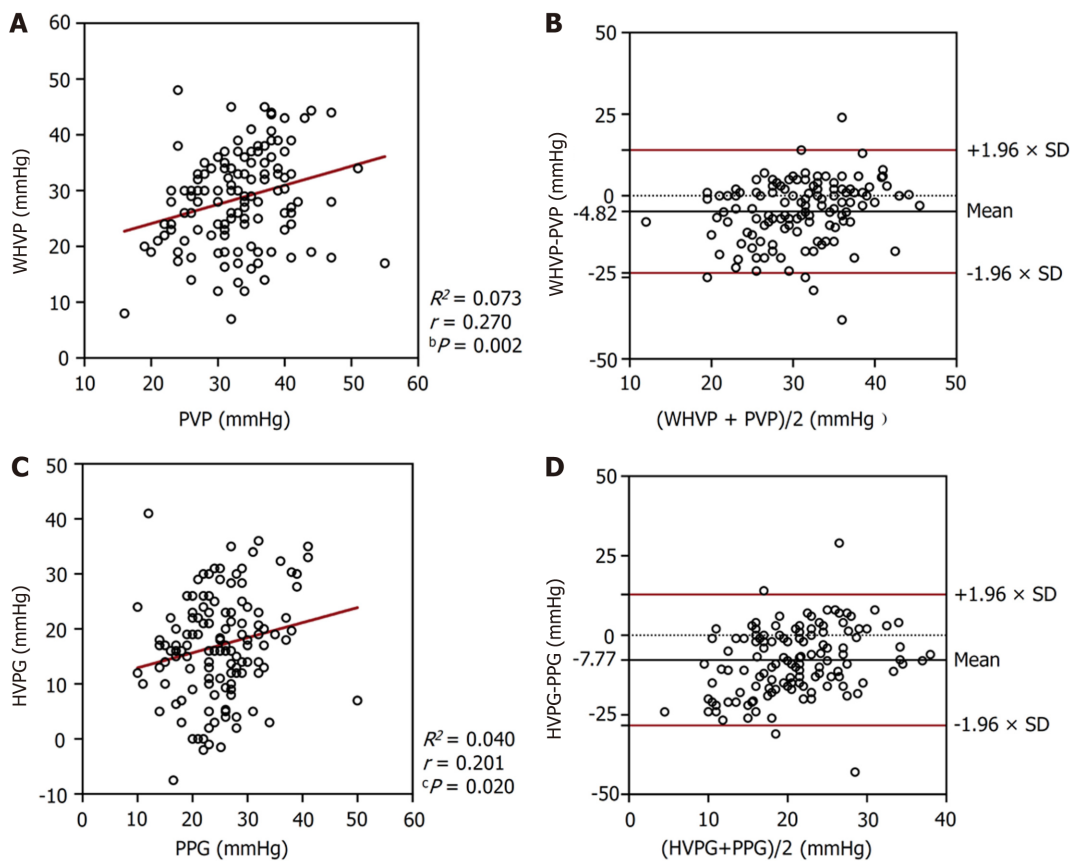 A
60
50
40
30
20
10
0
WHVP (mmHg)
10 20 30 40 50 60
PVP (mmHg)
R² = 0.073
r = 0.270
ᵇP = 0.002
B
50
25
0
-4.82
-25
-50
WHVP-PVP (mmHg)
+1.96 × SD
Mean
-1.96 × SD
10 20 30 40 50
(WHVP + PVP)/2 (mmHg )
C
50
40
30
20
10
0
-10
HVPG (mmHg)
0 10 20 30 40 50 60
PPG (mmHg)
R² = 0.040
r = 0.201
ᶜP = 0.020
D
50
25
0
-7.77
-25
-50
HVPG-PPG (mmHg)
+1.96 × SD
Mean
-1.96 × SD
0 10 20 30 40
(HVPG+PPG)/2 (mmHg)